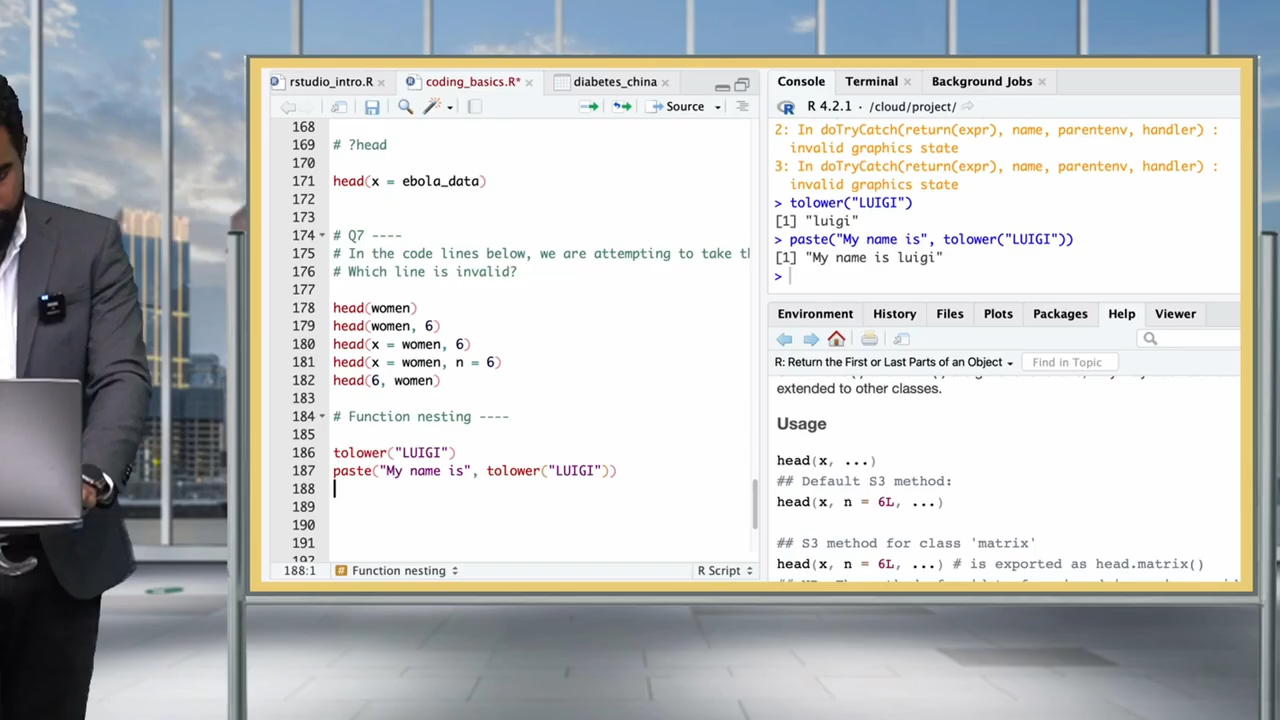 rstudio_intro.R
coding_basics.R*
diabetes_china
Source
168
169 # ?head
170
171 head(x = ebola_data)
172
173
174 # Q7 ----
175 # In the code lines below, we are attempting to take
176 # Which line is invalid?
177
178 head(women)
179 head(women, 6)
180 head(x = women, 6)
181 head(x = women, n = 6)
182 head(6, women)
183
184 # Function nesting ----
185
186 tolower("LUIGI")
187 paste("My name is", tolower("LUIGI"))
188
189
190
191
188:1 # Function nesting R Script
Console Terminal Background Jobs
R R 4.2.1 · /cloud/project/
2: In doTryCatch(return(expr), name, parentenv, handler) :
invalid graphics state
3: In doTryCatch(return(expr), name, parentenv, handler) :
invalid graphics state
> tolower("LUIGI")
[1] "luigi"
> paste("My name is", tolower("LUIGI"))
[1] "My name is luigi"
>
Environment History Files Plots Packages Help Viewer
R: Return the First or Last Parts of an Object Find in Topic
extended to other classes.
Usage
head(x, ...)
## Default S3 method:
head(x, n = 6L, ...)
## S3 method for class 'matrix'
head(x, n = 6L, ...) # is exported as head.matrix()